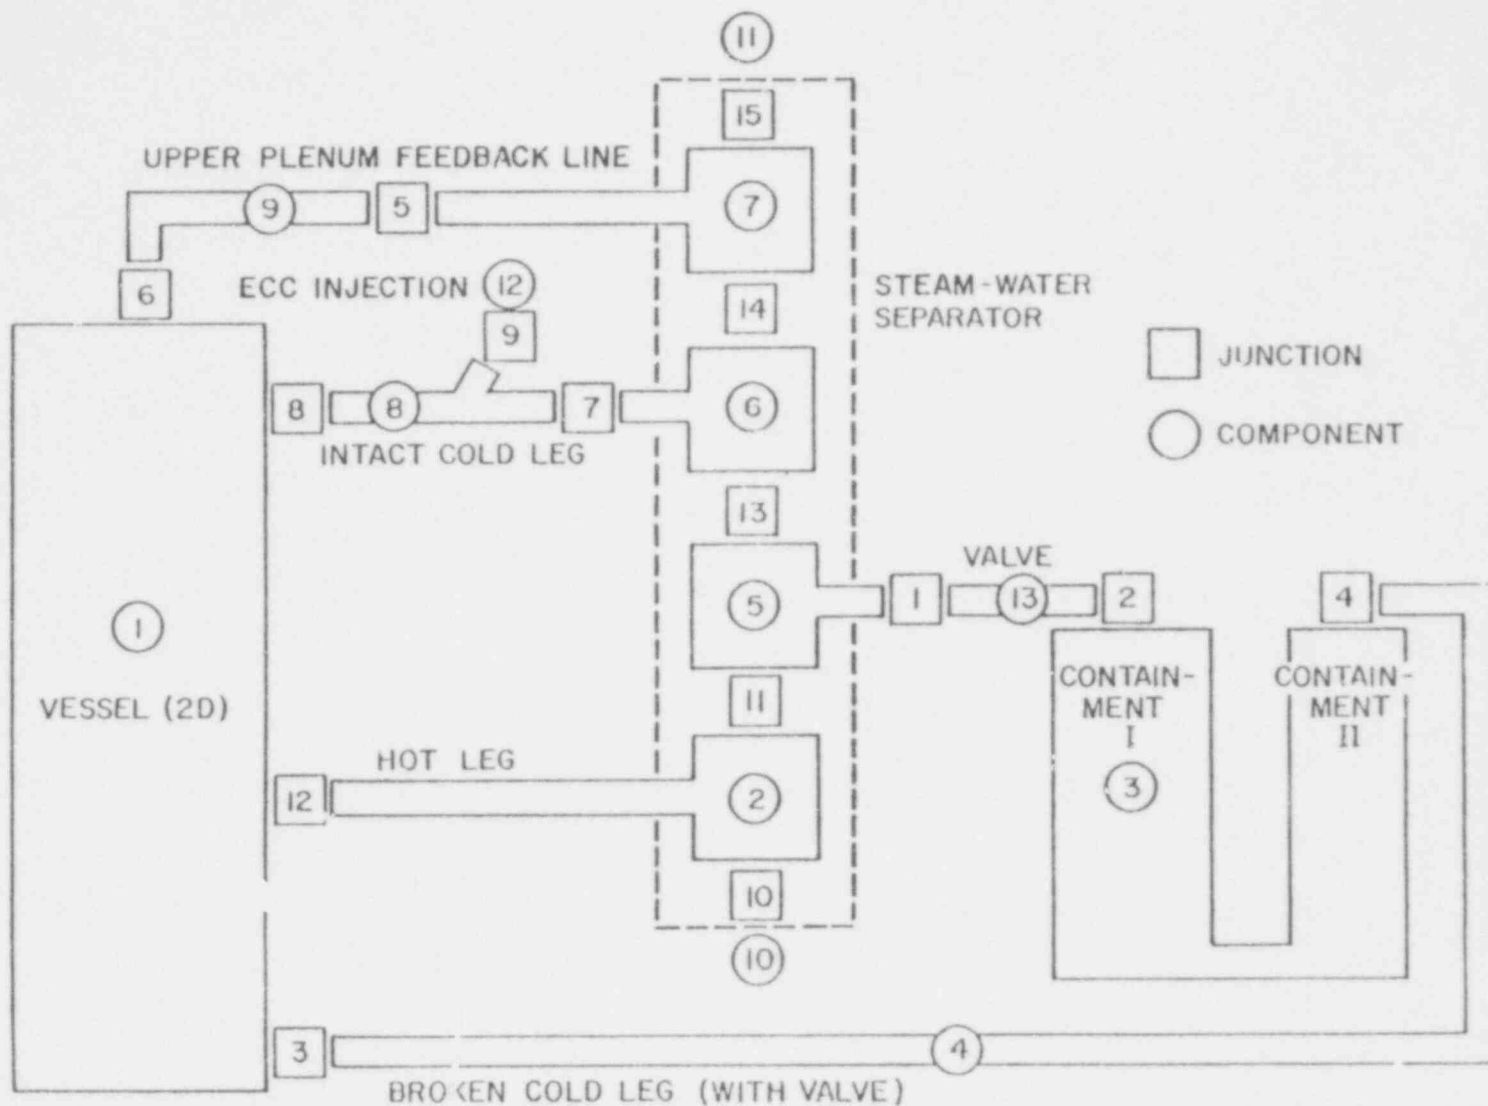 11
15
UPPER PLENUM FEEDBACK LINE
9
5
7
6
ECC INJECTION 12
9
14
STEAM-WATER
SEPARATOR
JUNCTION
8
8
7
6
COMPONENT
INTACT COLD LEG
13
VALVE
5
1
13
2
4
1
VESSEL (2D)
11
CONTAIN-
MENT
I
3
CONTAIN-
MENT
II
HOT LEG
12
2
10
10
3
4
BROKEN COLD LEG (WITH VALVE)